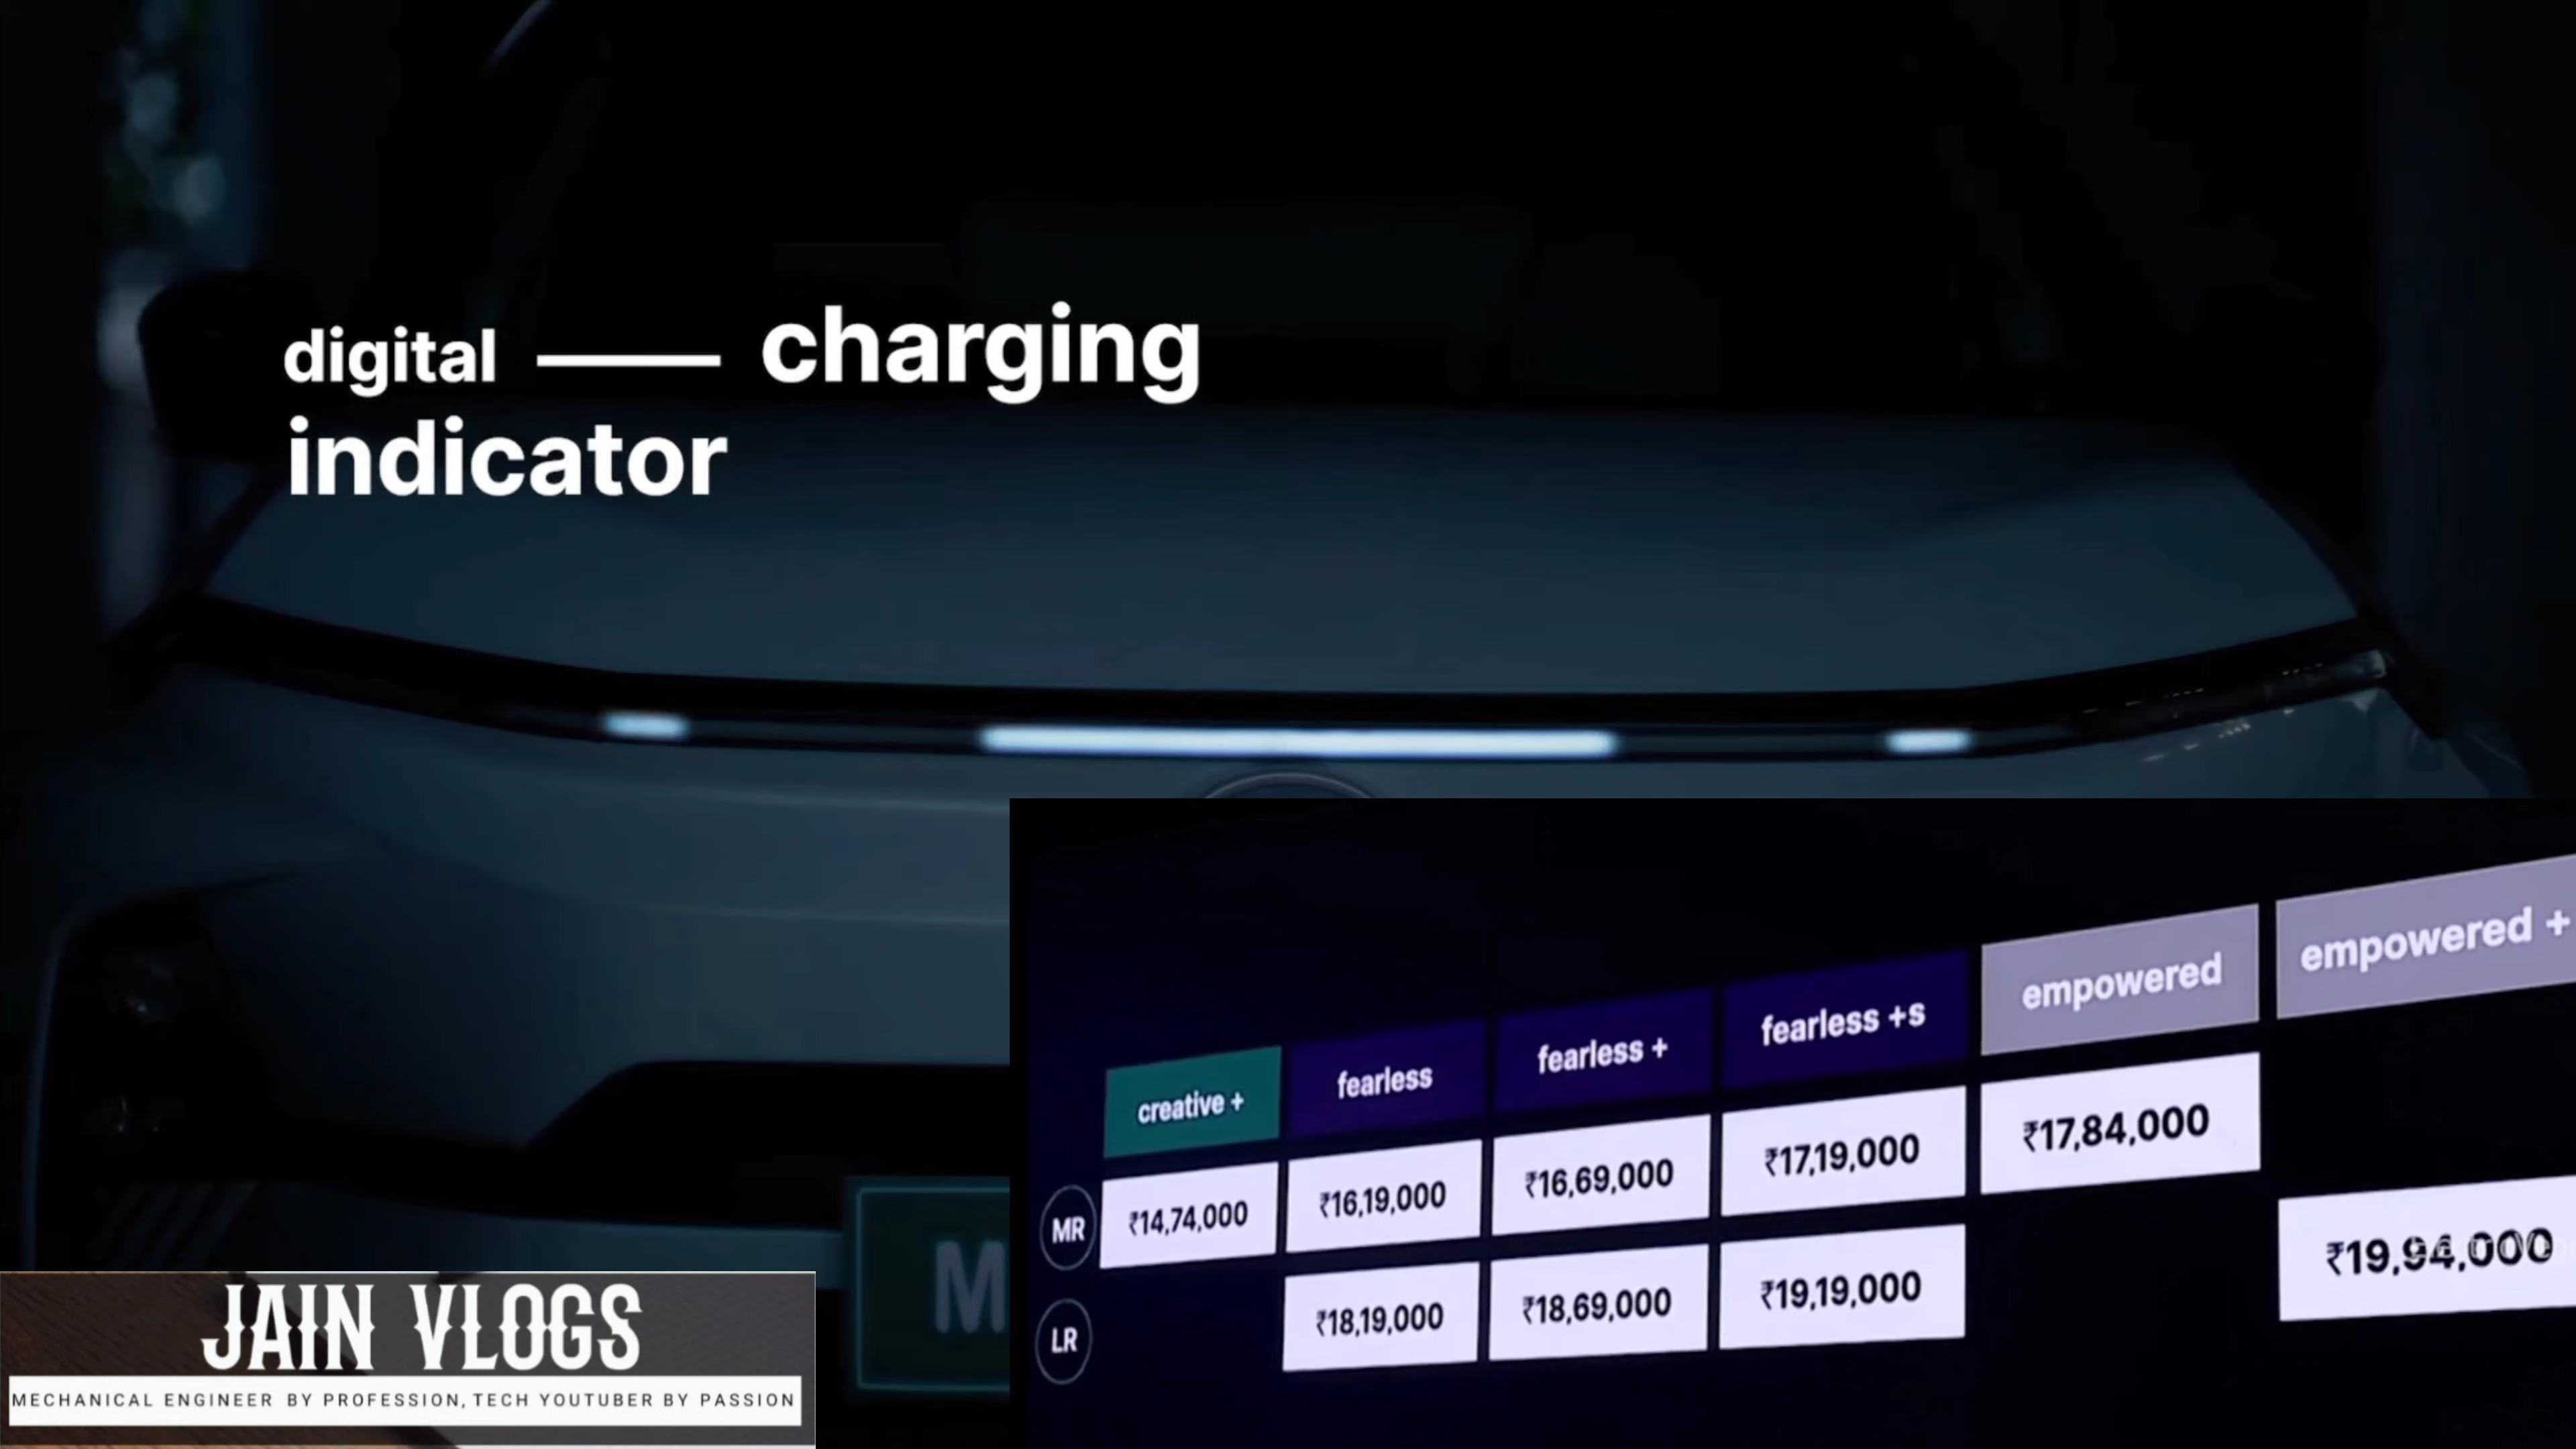 digital — charging
indicator
creative + fearless fearless + fearless +s empowered empowered +
MR ₹14,74,000 ₹16,19,000 ₹16,69,000 ₹17,19,000 ₹17,84,000
LR ₹18,19,000 ₹18,69,000 ₹19,19,000 ₹19,94,000
M
JAIN VLOGS
MECHANICAL ENGINEER BY PROFESSION, TECH YOUTUBER BY PASSION